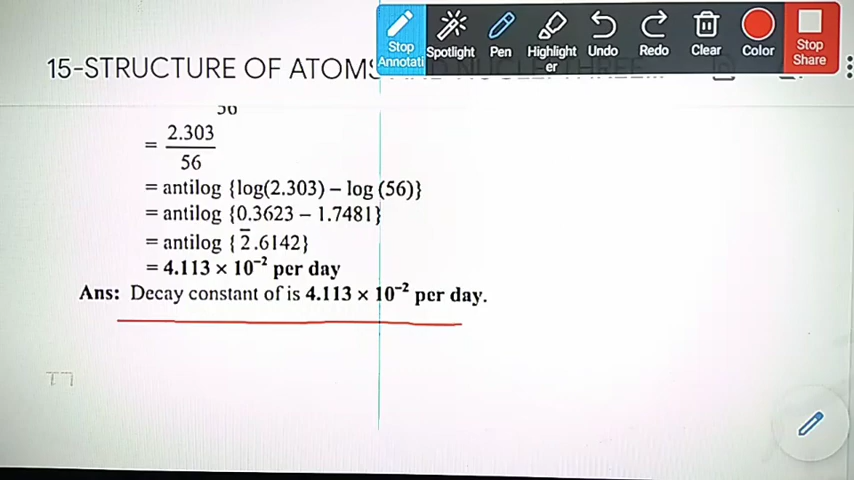 Stop
Annotati
Spotlight
Pen
Highlight
er
Undo
Redo
Clear
Color
Stop
Share
15-STRUCTURE OF ATOMS
= 2.303
56
= antilog {log(2.303) – log (56)}
= antilog {0.3623 – 1.7481}
= antilog { 2̅.6142}
= 4.113 × 10⁻² per day
Ans: Decay constant of is 4.113 × 10⁻² per day.